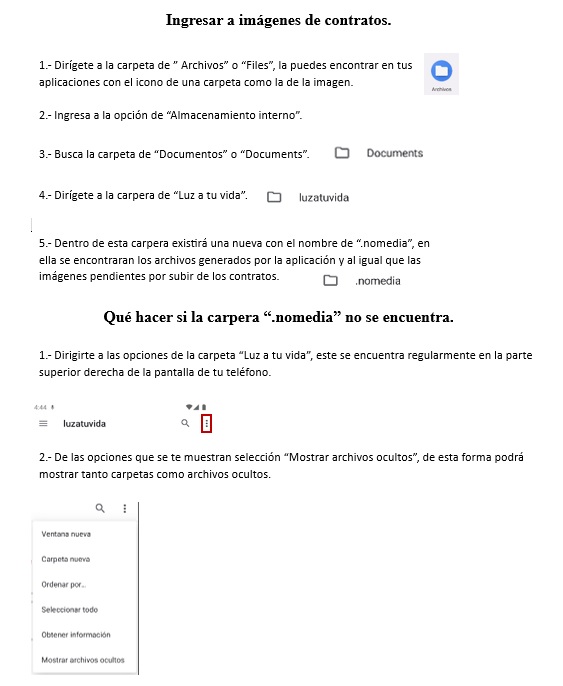 Ingresar a imágenes de contratos.
1.- Dirígete a la carpeta de ” Archivos” o “Files”, la puedes encontrar en tus
aplicaciones con el icono de una carpeta como la de la imagen.
Archivos
2.- Ingresa a la opción de “Almacenamiento interno”.
3.- Busca la carpeta de “Documentos” o “Documents”.
Documents
4.- Dirígete a la carpera de “Luz a tu vida”.
luzatuvida
5.- Dentro de esta carpera existirá una nueva con el nombre de “.nomedia”, en
ella se encontraran los archivos generados por la aplicación y al igual que las
imágenes pendientes por subir de los contratos.
.nomedia
Qué hacer si la carpera “.nomedia” no se encuentra.
1.- Dirigirte a las opciones de la carpeta “Luz a tu vida”, este se encuentra regularmente en la parte
superior derecha de la pantalla de tu teléfono.
4:44
luzatuvida
2.- De las opciones que se te muestran selección “Mostrar archivos ocultos”, de esta forma podrá
mostrar tanto carpetas como archivos ocultos.
Ventana nueva
Carpeta nueva
Ordenar por...
Seleccionar todo
Obtener información
Mostrar archivos ocultos